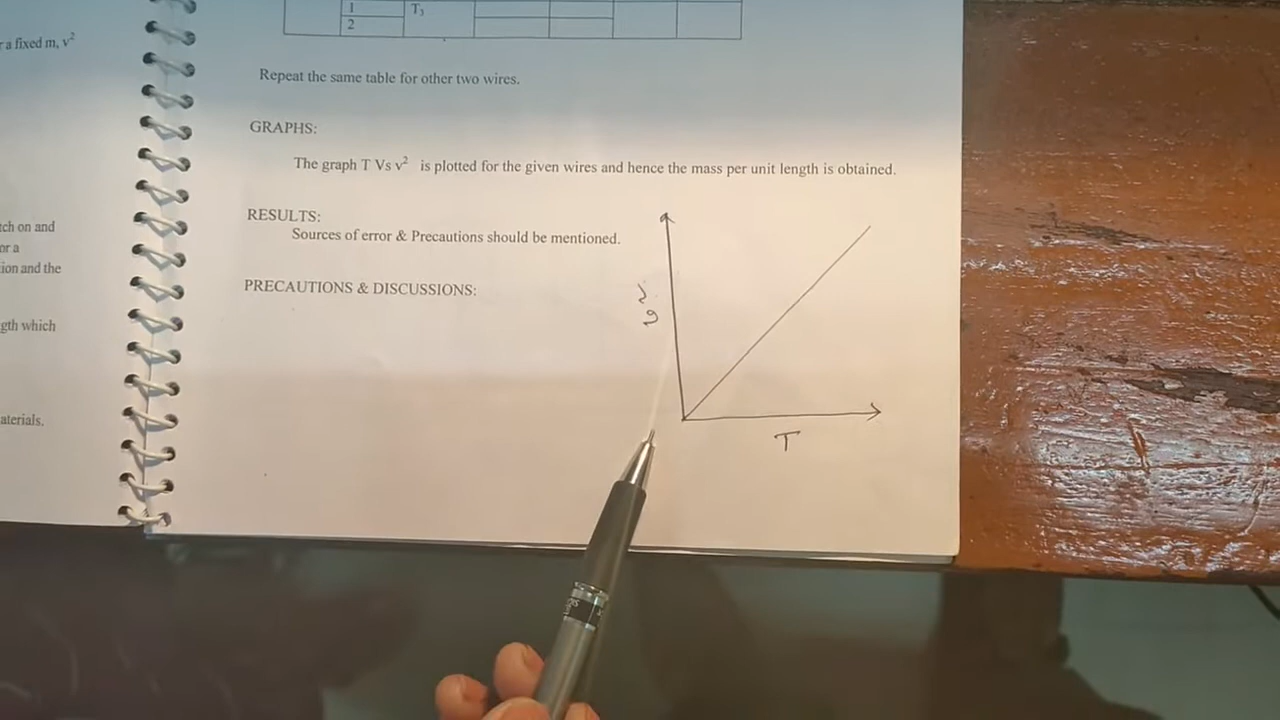 r a fixed m, v²
1 T₃
2
Repeat the same table for other two wires.
GRAPHS:
The graph T Vs v² is plotted for the given wires and hence the mass per unit length is obtained.
RESULTS:
Sources of error & Precautions should be mentioned.
PRECAUTIONS & DISCUSSIONS:
tch on and
or a
ion and the
gth which
aterials.
v²
T